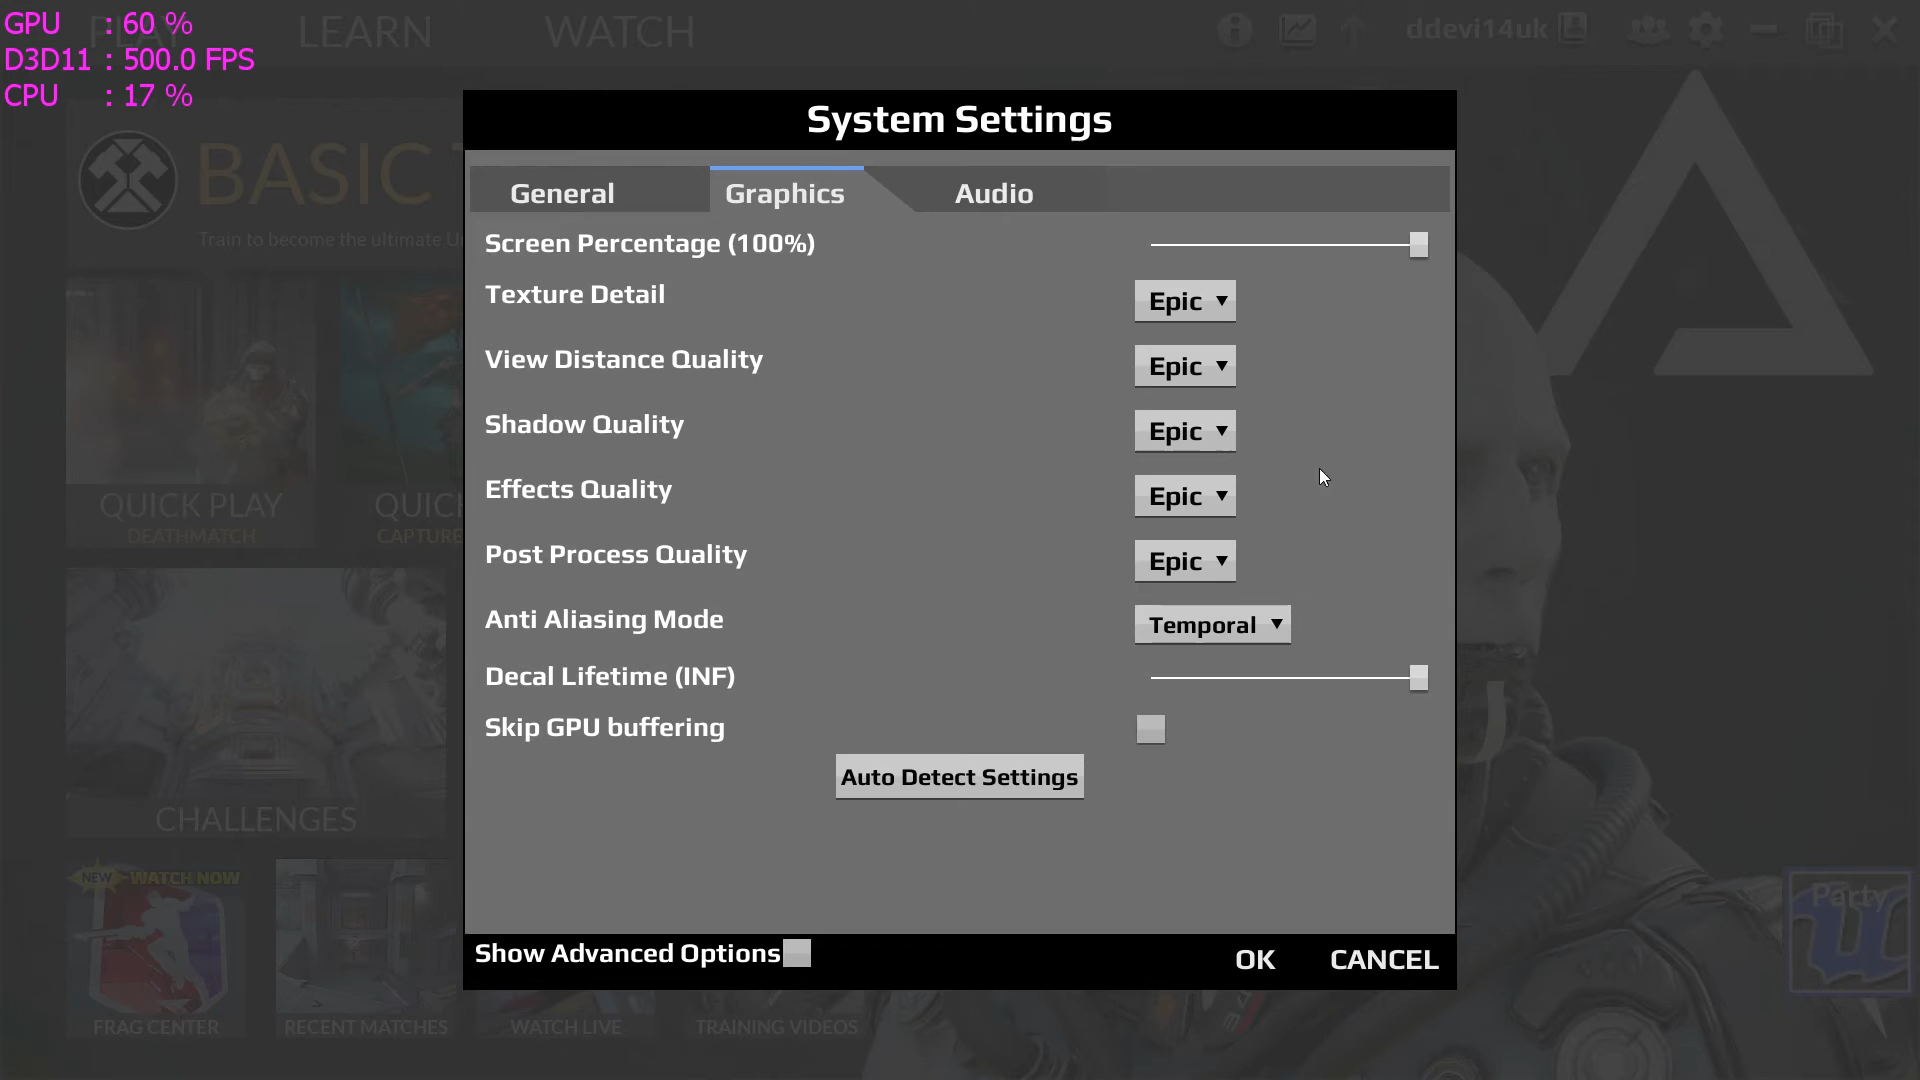 GPU : 60 %
D3D11 : 500.0 FPS
CPU : 17 %
PLAY LEARN WATCH
ddevi14uk
System Settings
BASIC
Train to become the ultimate
General Graphics Audio
Screen Percentage (100%)
Texture Detail Epic
View Distance Quality Epic
Shadow Quality Epic
Effects Quality Epic
Post Process Quality Epic
Anti Aliasing Mode Temporal
Decal Lifetime (INF)
Skip GPU buffering
Auto Detect Settings
Show Advanced Options OK CANCEL
QUICK PLAY
DEATHMATCH
QUICK
CAPTURE
CHALLENGES
NEW WATCH NOW
FRAG CENTER
RECENT MATCHES
WATCH LIVE
TRAINING VIDEOS
Party